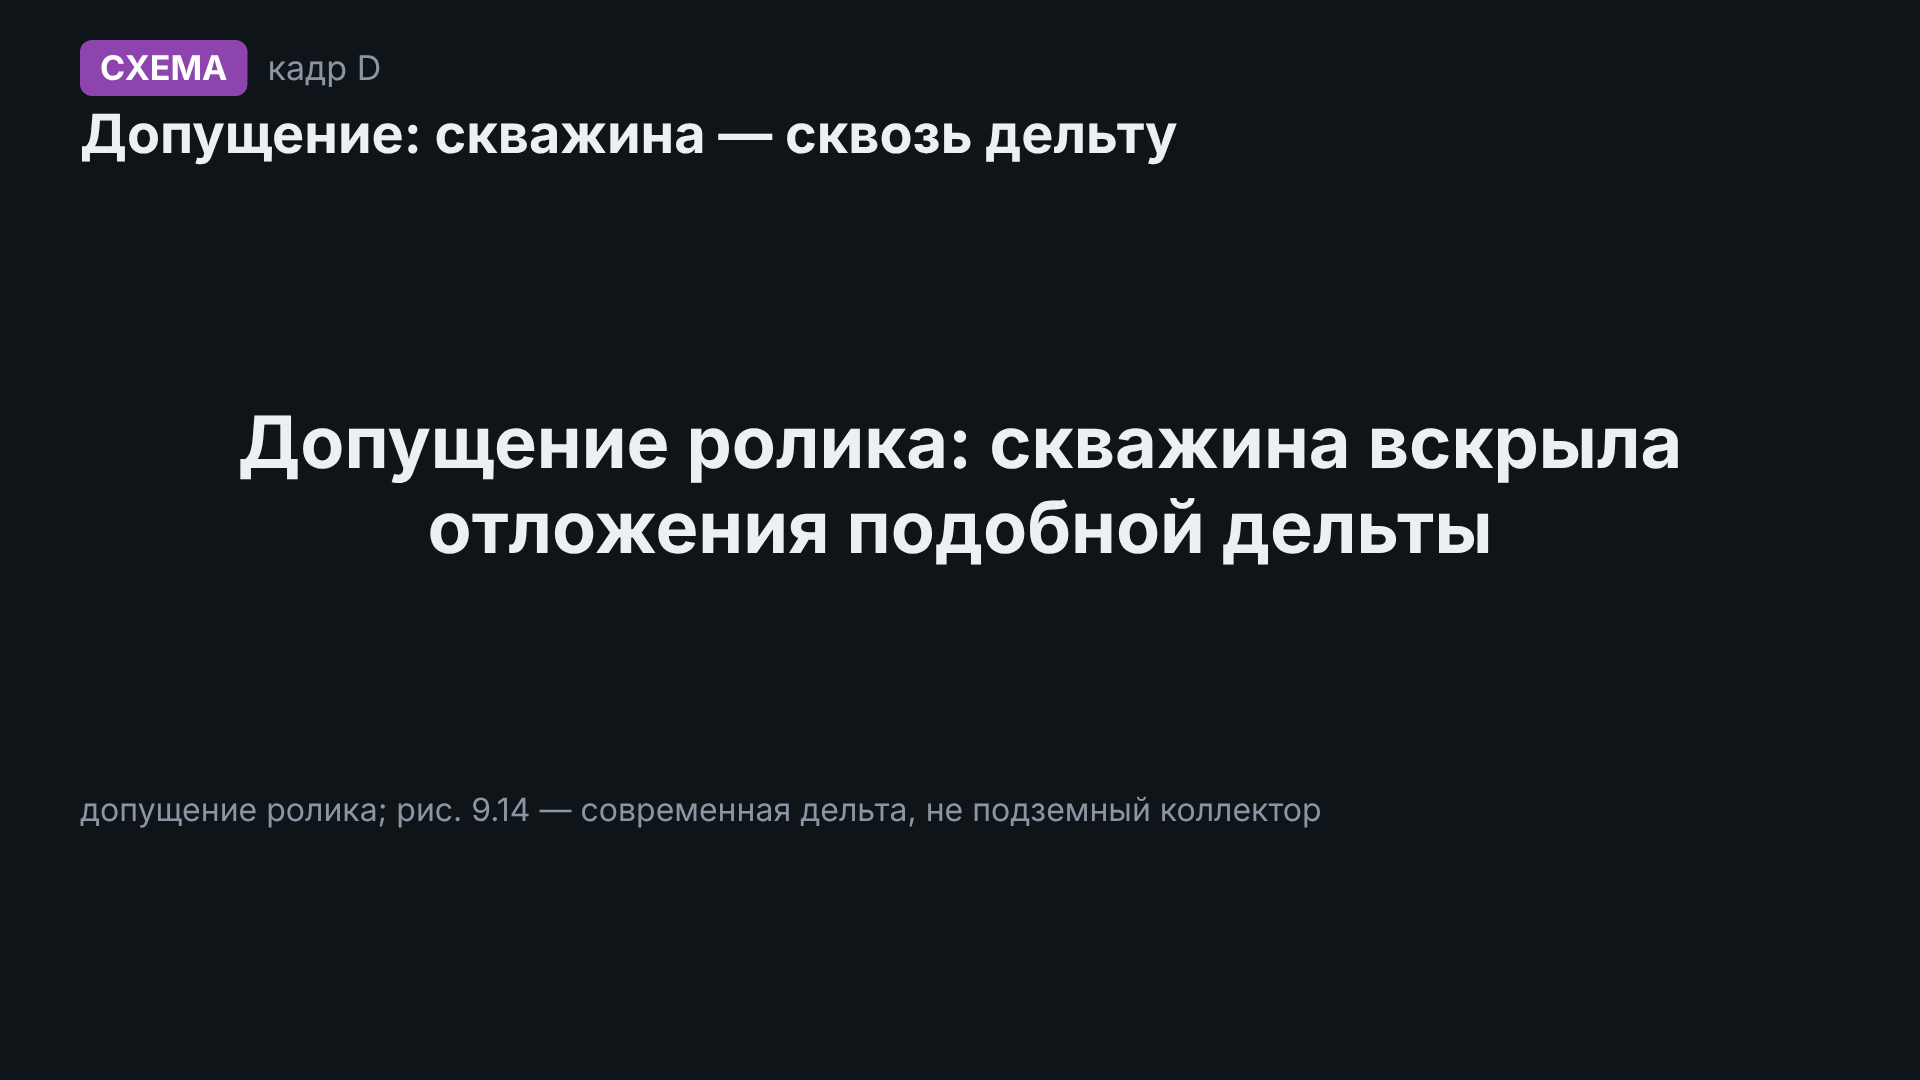 СХЕМА кадр D
Допущение: скважина — сквозь дельту
Допущение ролика: скважина вскрыла
отложения подобной дельты
допущение ролика; рис. 9.14 — современная дельта, не подземный коллектор